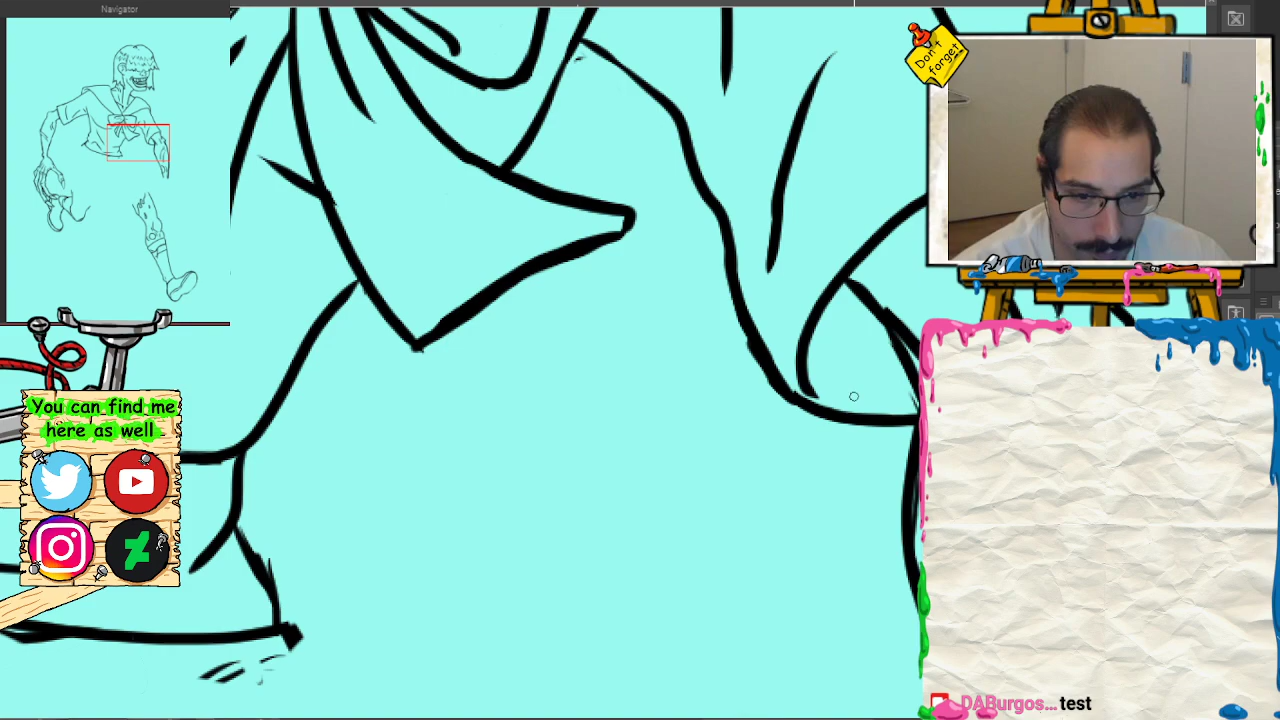 Navigator
Don't
forget
You can find me
here as well
DABurgos... test